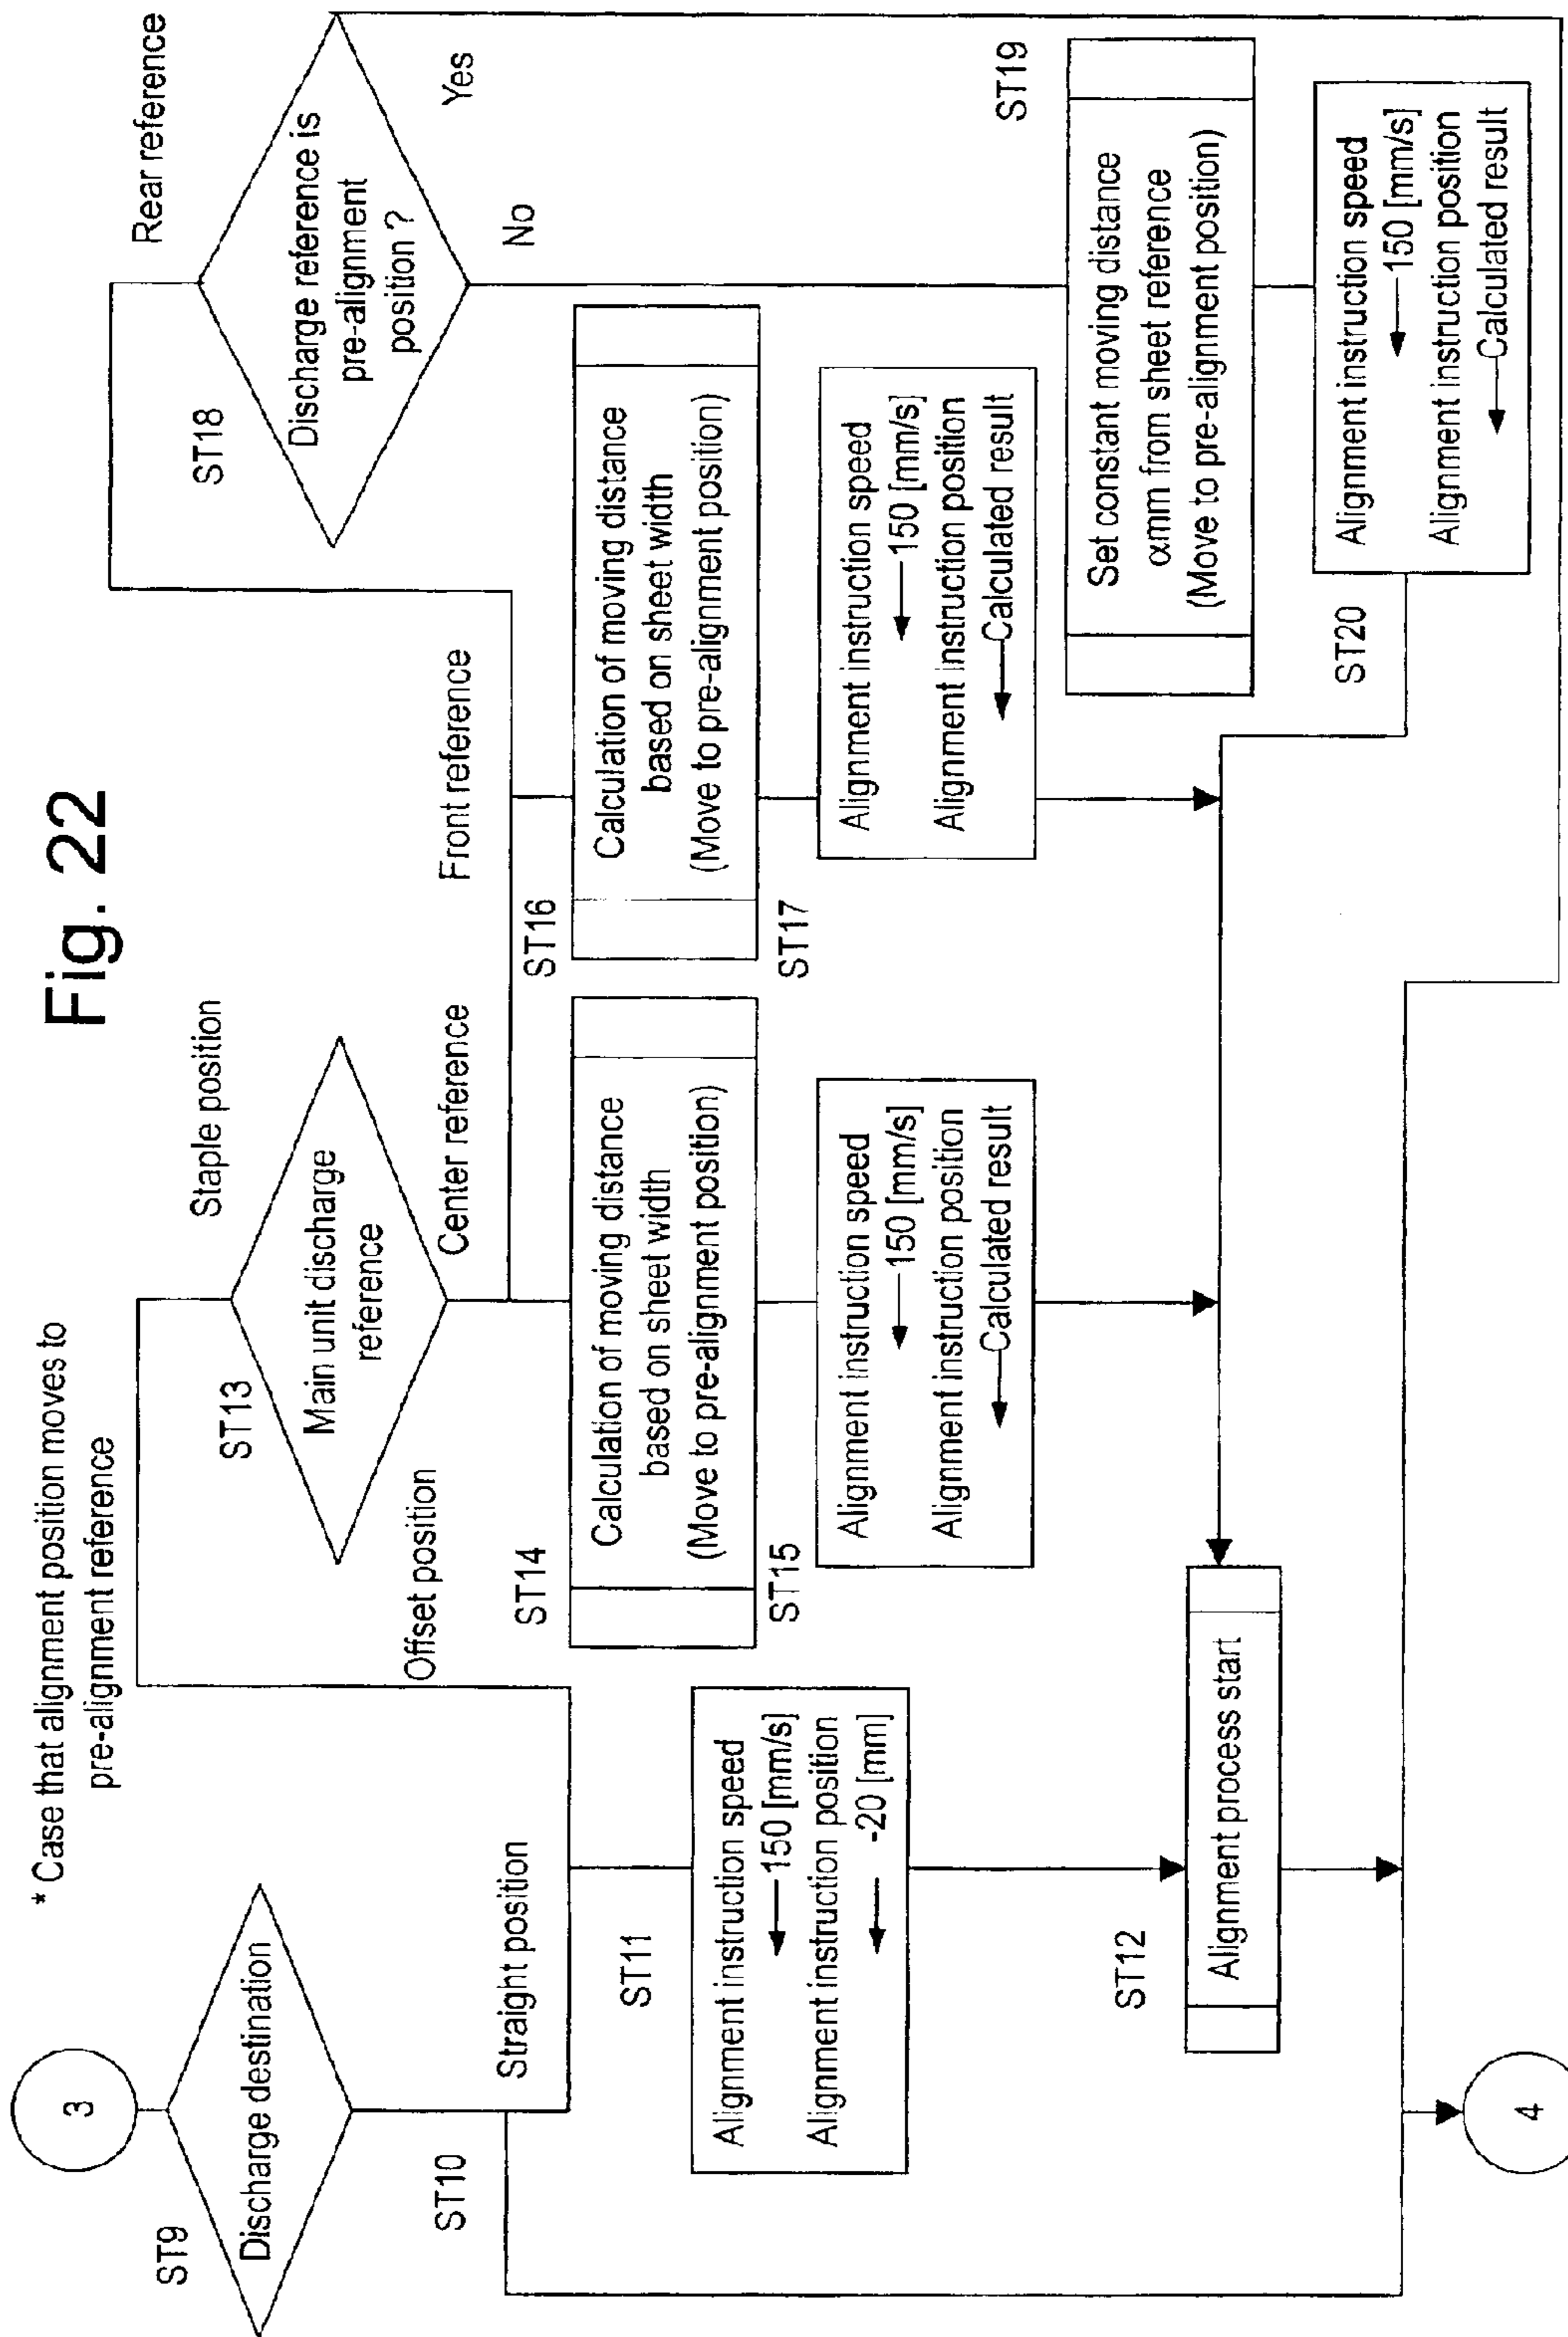 Fig. 22
* Case that alignment position moves to
pre-alignment reference
3
ST9
Discharge destination
ST10
Straight position
ST11
Alignment instruction speed
150 [mm/s]
Alignment instruction position
-20 [mm]
ST12
Alignment process start
4
Offset position
Staple position
ST13
Main unit discharge
reference
Center reference
ST14
Calculation of moving distance
based on sheet width
(Move to pre-alignment position)
ST15
Alignment instruction speed
150 [mm/s]
Alignment instruction position
Calculated result
Front reference
ST16
Calculation of moving distance
based on sheet width
(Move to pre-alignment position)
ST17
Alignment instruction speed
150 [mm/s]
Alignment instruction position
Calculated result
Rear reference
ST18
Discharge reference is
pre-alignment
position ?
Yes
No
ST19
Set constant moving distance
αmm from sheet reference
(Move to pre-alignment position)
ST20
Alignment instruction speed
150 [mm/s]
Alignment instruction position
Calculated result